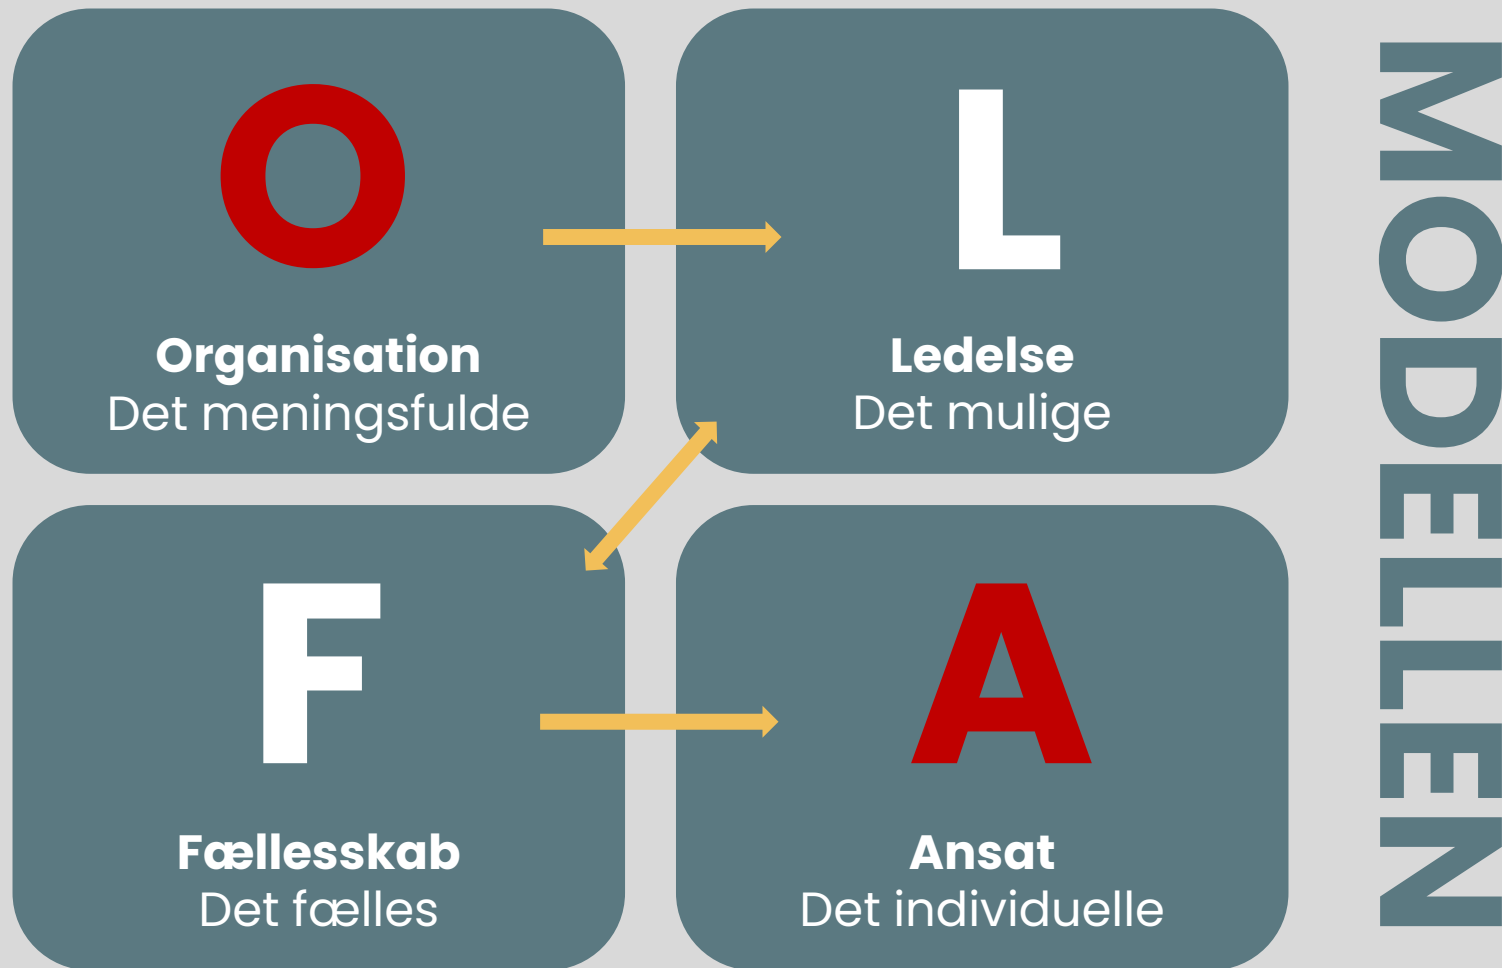 O
Organisation
Det meningsfulde
L
Ledelse
Det mulige
F
Fællesskab
Det fælles
A
Ansat
Det individuelle
MODELLEN